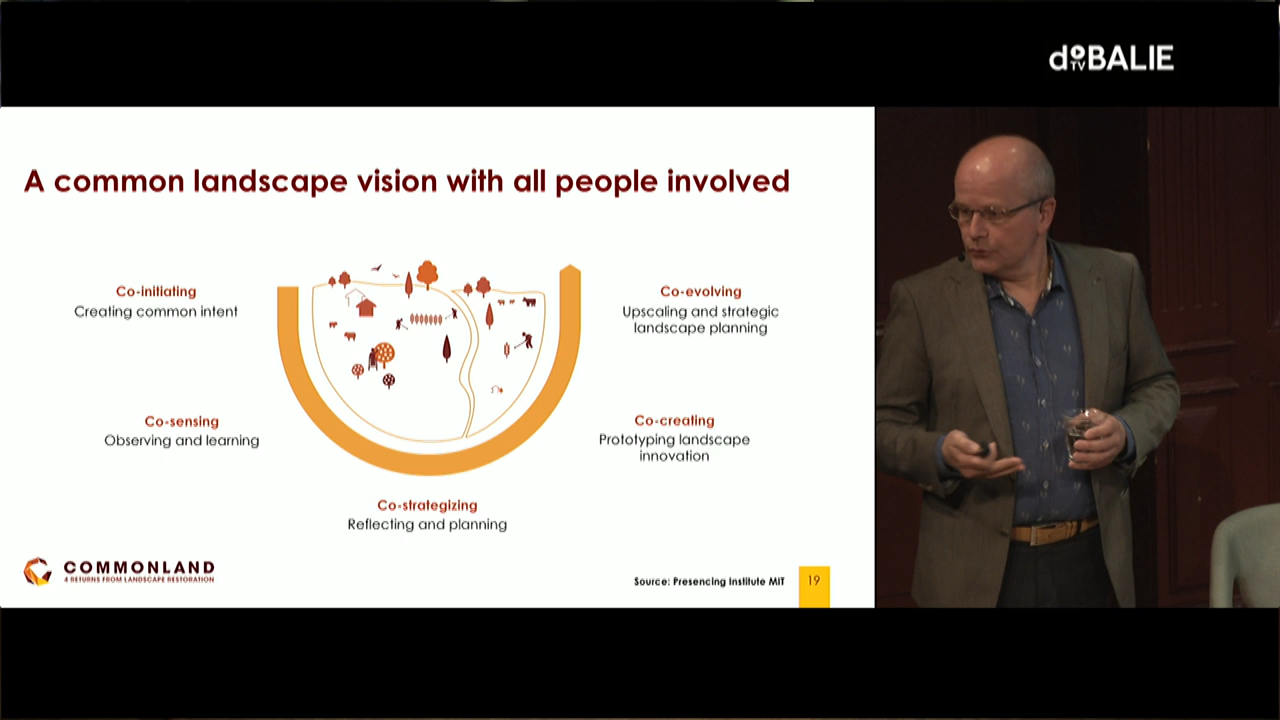 doBALIE
TV
A common landscape vision with all people involved
Co-initiating
Creating common intent
Co-evolving
Upscaling and strategic
landscape planning
Co-sensing
Observing and learning
Co-creating
Prototyping landscape
innovation
Co-strategizing
Reflecting and planning
COMMONLAND
4 RETURNS FROM LANDSCAPE RESTORATION
Source: Presencing Institute MIT
19